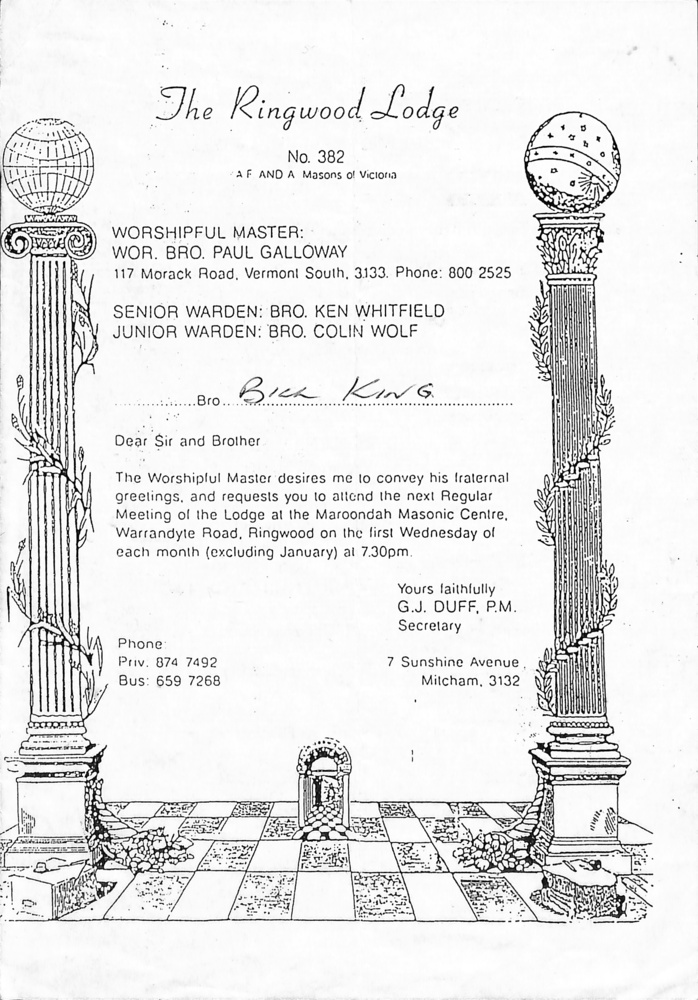 The Ringwood Lodge
No. 382
A F AND A Masons of Victoria
WORSHIPFUL MASTER:
WOR. BRO. PAUL GALLOWAY
117 Morack Road, Vermont South, 3133. Phone: 800 2525
SENIOR WARDEN: BRO. KEN WHITFIELD
JUNIOR WARDEN: BRO. COLIN WOLF
Bro. Bill King
Dear Sir and Brother
The Worshipful Master desires me to convey his fraternal
greetings, and requests you to attend the next Regular
Meeting of the Lodge at the Maroondah Masonic Centre,
Warrandyte Road, Ringwood on the first Wednesday of
each month (excluding January) at 7.30pm.
Yours faithfully
G.J. DUFF, P.M.
Secretary
Phone:
Priv. 874 7492
Bus: 659 7268
7 Sunshine Avenue,
Mitcham, 3132